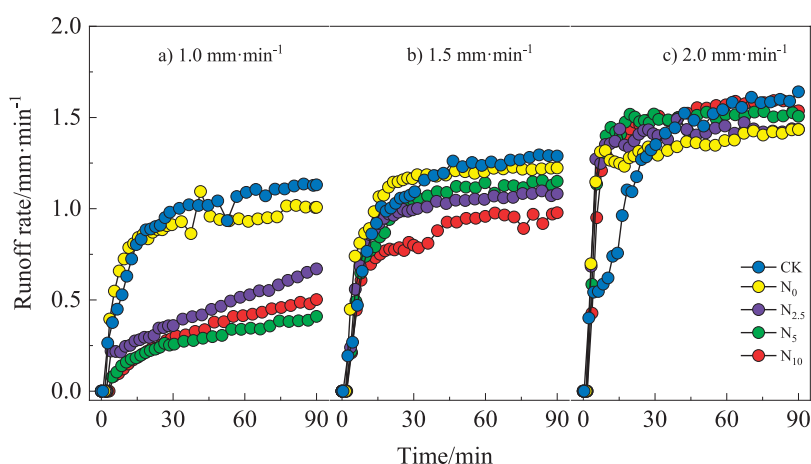 Runoff rate/mm·min⁻¹
2.0
1.5
1.0
0.5
0.0
a) 1.0 mm·min⁻¹
b) 1.5 mm·min⁻¹
c) 2.0 mm·min⁻¹
CK
N₀
N₂.₅
N₅
N₁₀
0 30 60 90 0 30 60 90 0 30 60 90
Time/min